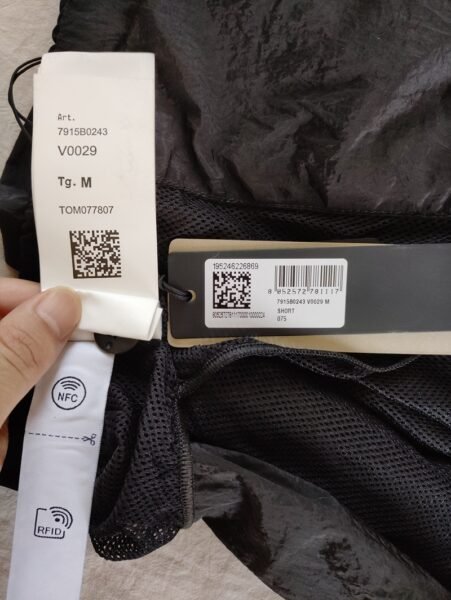 Art.
7915B0243
V0029
Tg. M
TOM077807
195246226869
8 052572 781117
7915B0243 V0029 M
SHORT
075
NFC
RFID